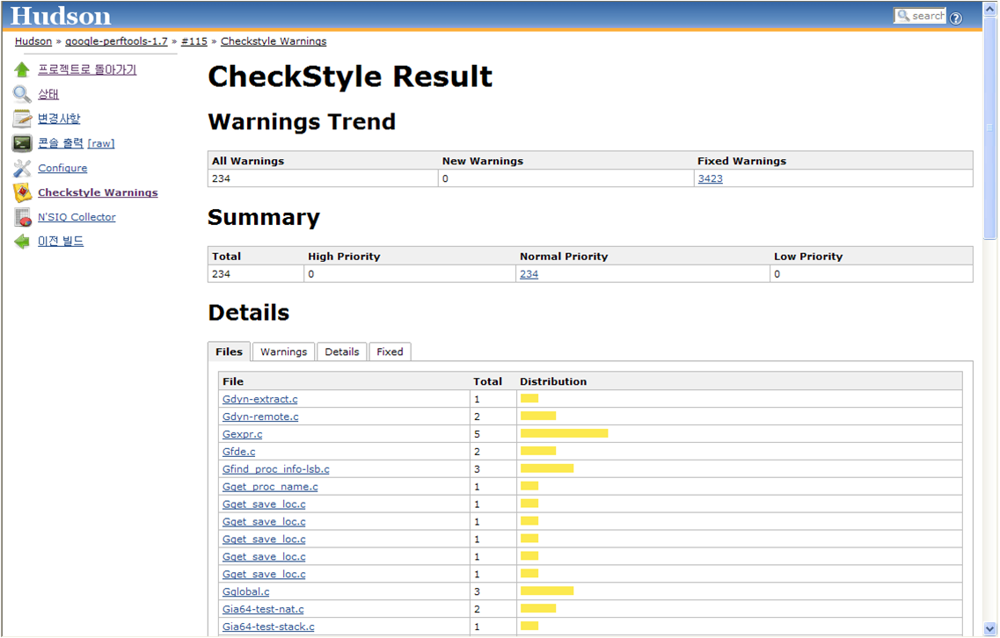 Hudson
search
?
Hudson » google-perftools-1.7 » #115 » Checkstyle Warnings
프로젝트로 돌아가기
상태
변경사항
콘솔 출력 [raw]
Configure
Checkstyle Warnings
N'SIQ Collector
이전 빌드
CheckStyle Result
Warnings Trend
All Warnings New Warnings Fixed Warnings
234 0 3423
Summary
Total High Priority Normal Priority Low Priority
234 0 234 0
Details
Files Warnings Details Fixed
File Total Distribution
Gdyn-extract.c 1
Gdyn-remote.c 2
Gexpr.c 5
Gfde.c 2
Gfind_proc_info-lsb.c 3
Gget_proc_name.c 1
Gget_save_loc.c 1
Gget_save_loc.c 1
Gget_save_loc.c 1
Gget_save_loc.c 1
Gget_save_loc.c 1
Gglobal.c 3
Gia64-test-nat.c 2
Gia64-test-stack.c 1